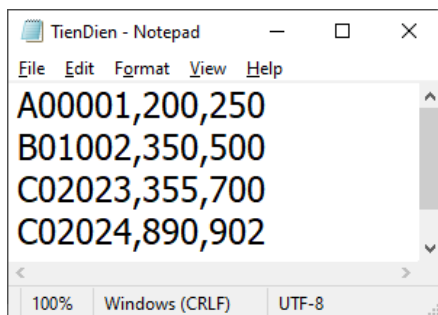 TienDien - Notepad
File Edit Format View Help
A00001,200,250
B01002,350,500
C02023,355,700
C02024,890,902
100% Windows (CRLF) UTF-8